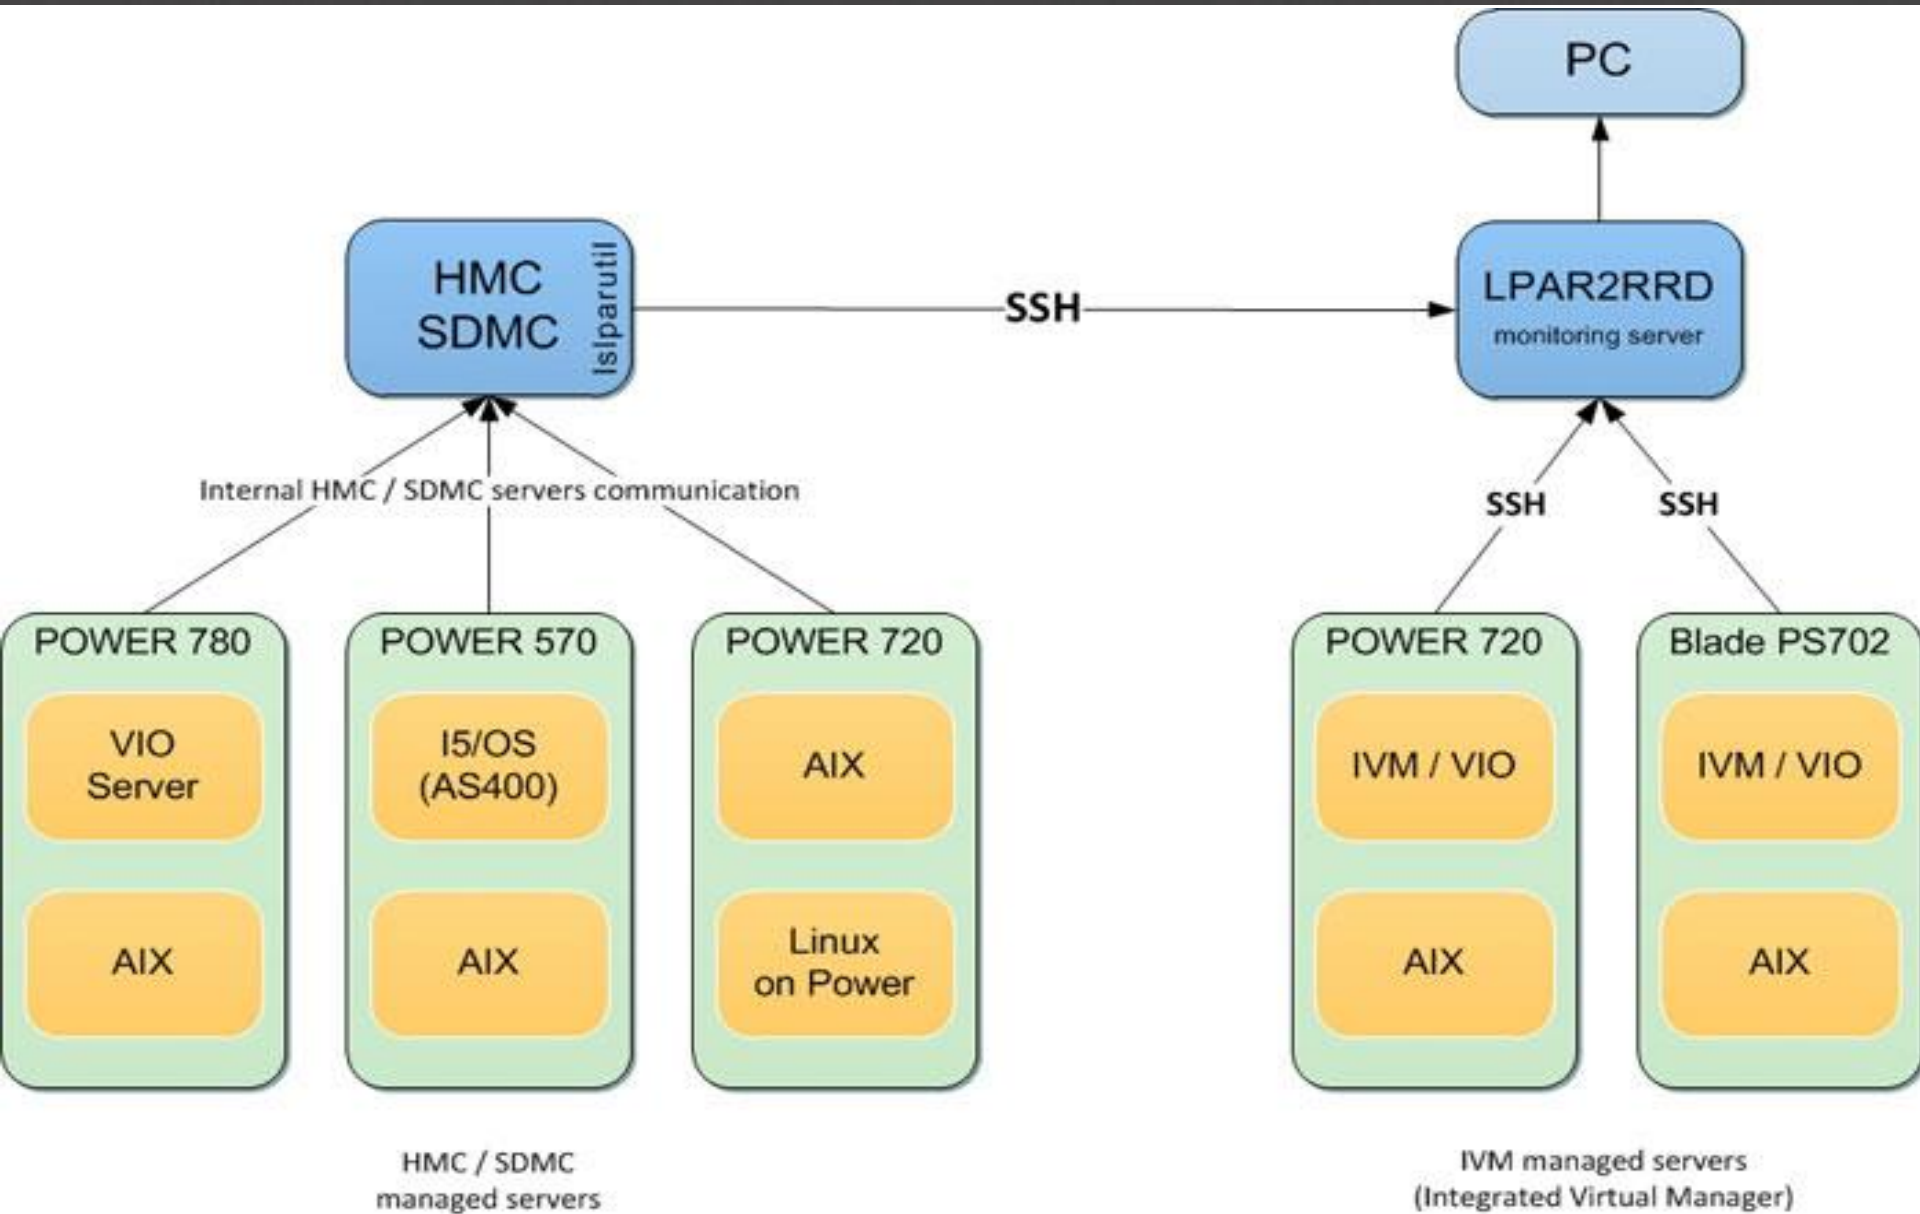 PC
HMC
SDMC
lslparutil
SSH
LPAR2RRD
monitoring server
Internal HMC / SDMC servers communication
SSH
SSH
POWER 780
VIO
Server
AIX
POWER 570
I5/OS
(AS400)
AIX
POWER 720
AIX
Linux
on Power
POWER 720
IVM / VIO
AIX
Blade PS702
IVM / VIO
AIX
HMC / SDMC
managed servers
IVM managed servers
(Integrated Virtual Manager)